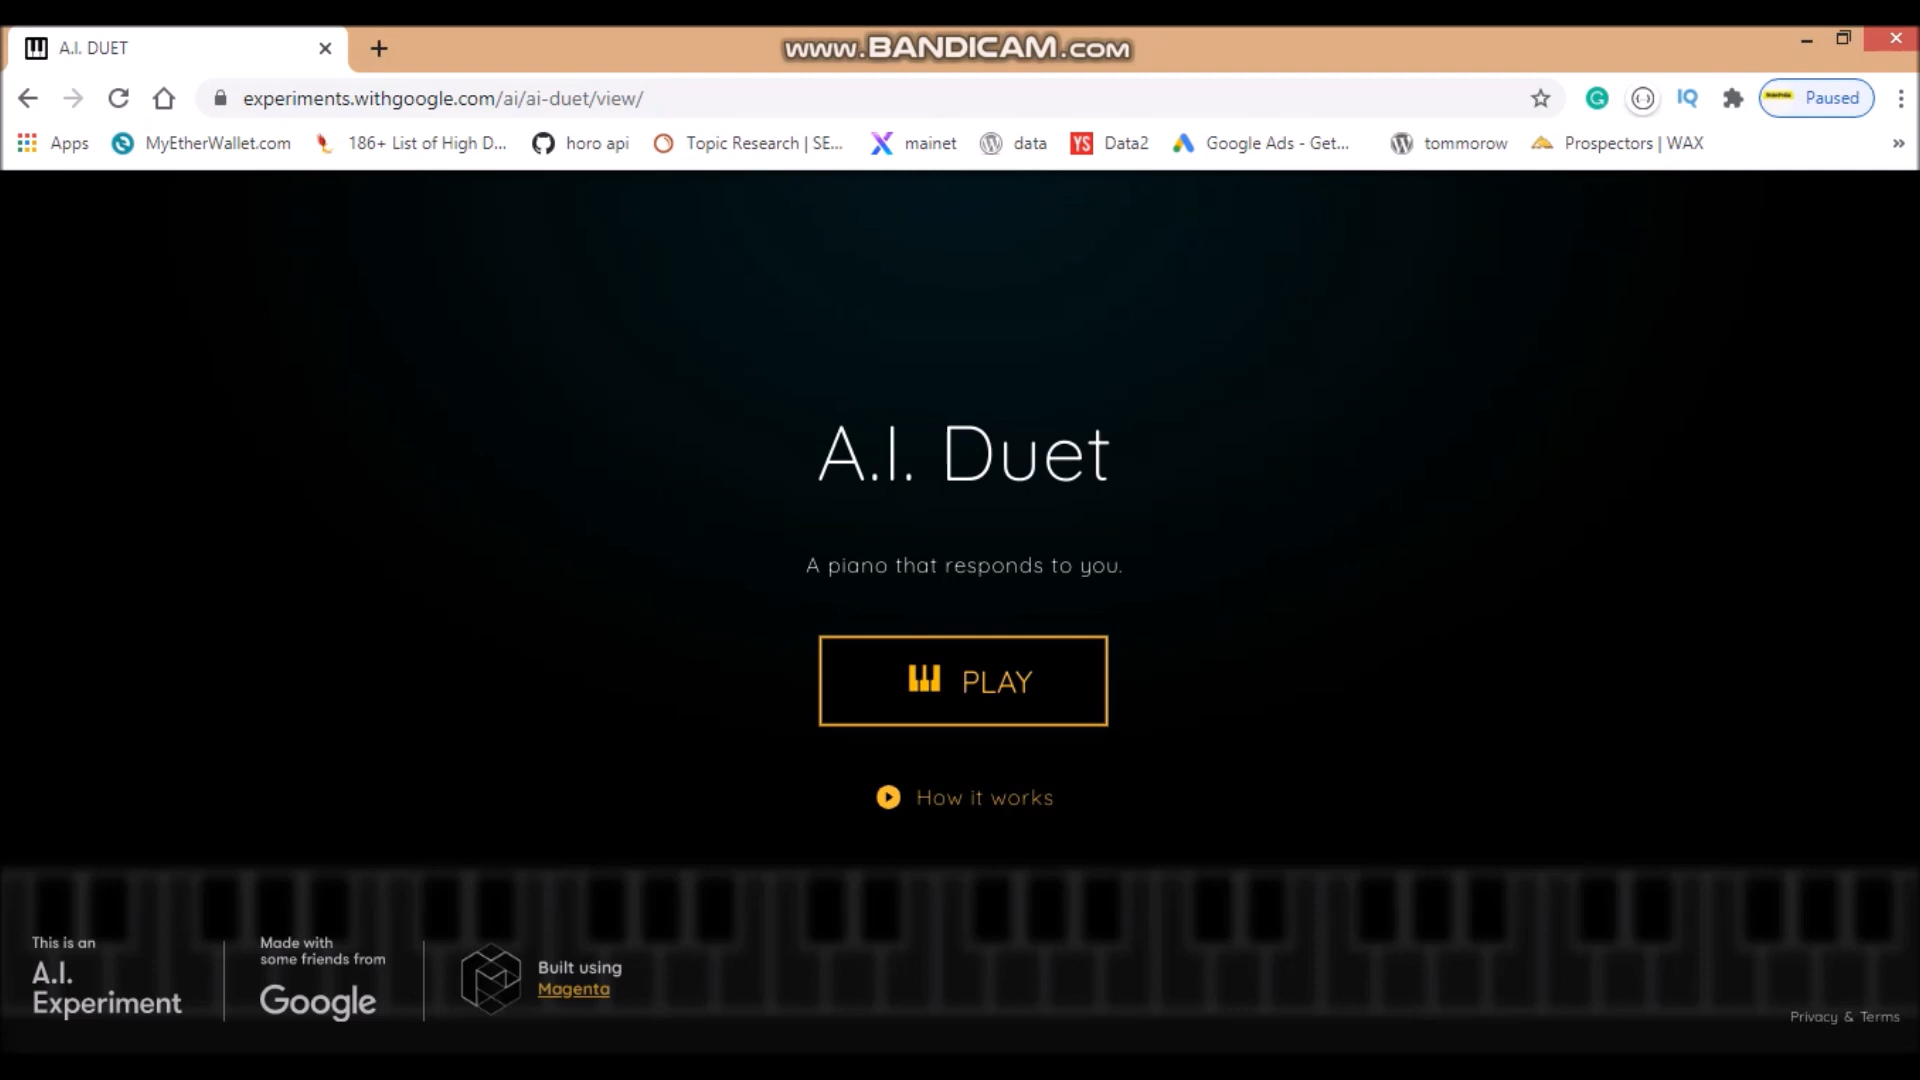 A.I. DUET
www.BANDICAM.com
experiments.withgoogle.com/ai/ai-duet/view/
IQ
Paused
Apps
MyEtherWallet.com
186+ List of High D...
horo api
Topic Research | SE...
mainet
data
YS
Data2
Google Ads - Get...
tommorow
Prospectors | WAX
A.I. Duet
A piano that responds to you.
PLAY
How it works
This is an
A.I.
Experiment
Made with
some friends from
Google
Built using
Magenta
Privacy & Terms